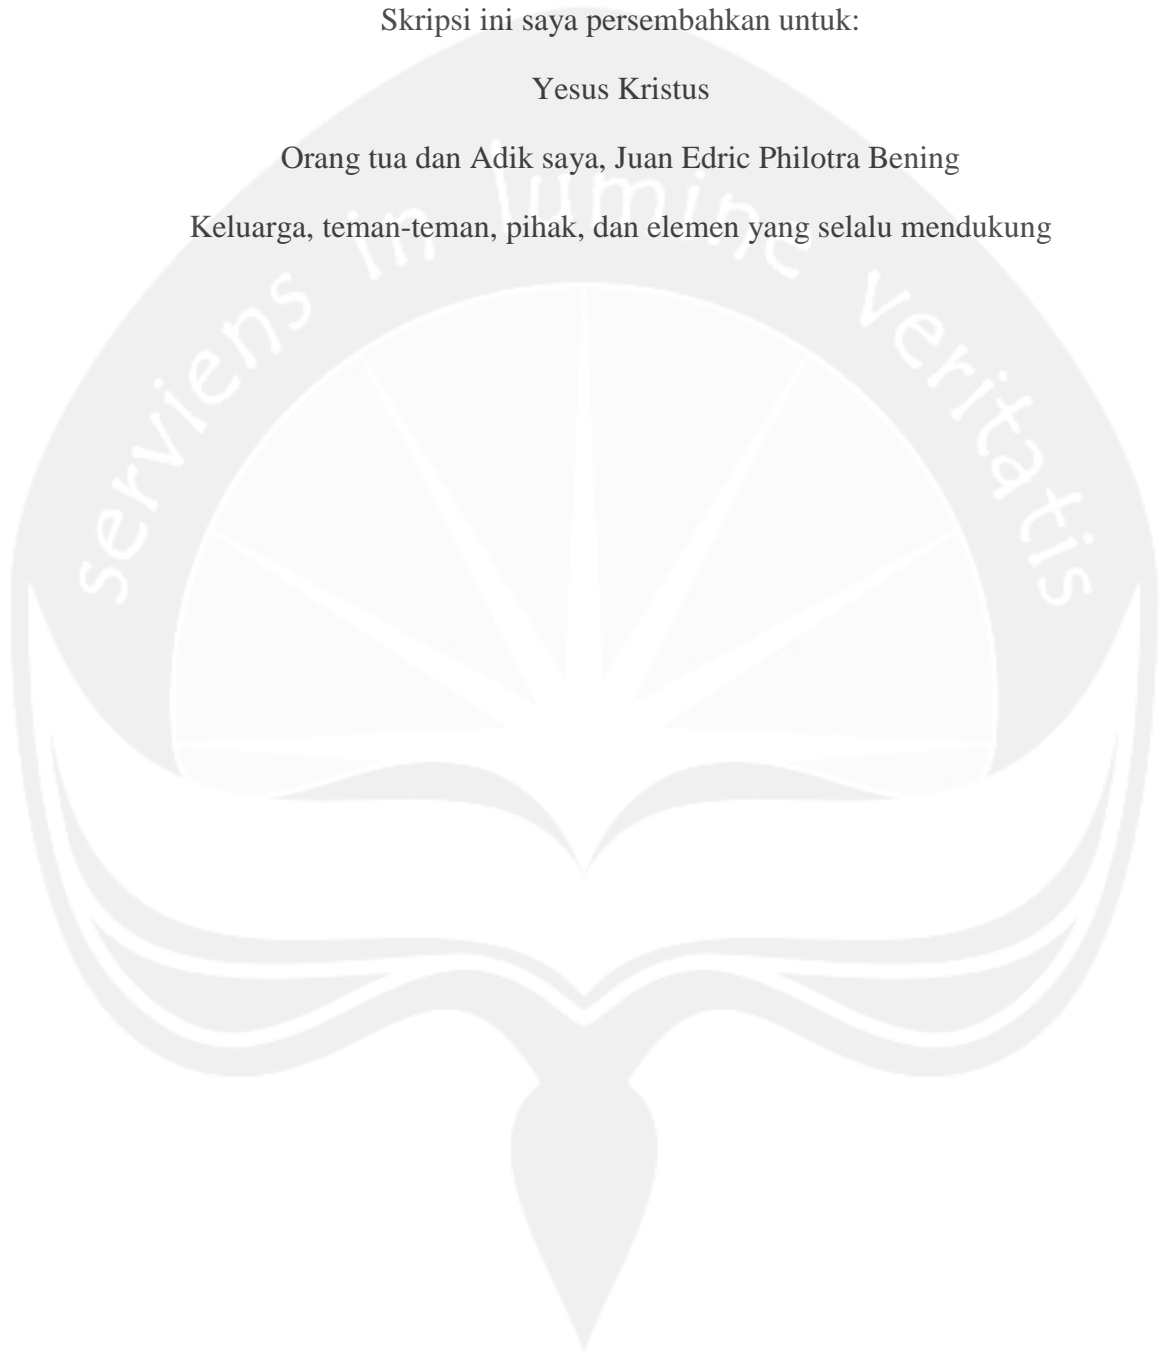 Skripsi ini saya persembahkan untuk:
Yesus Kristus
Orang tua dan Adik saya, Juan Edric Philotra Bening
Keluarga, teman-teman, pihak, dan elemen yang selalu mendukung
serviens in lumine veritatis